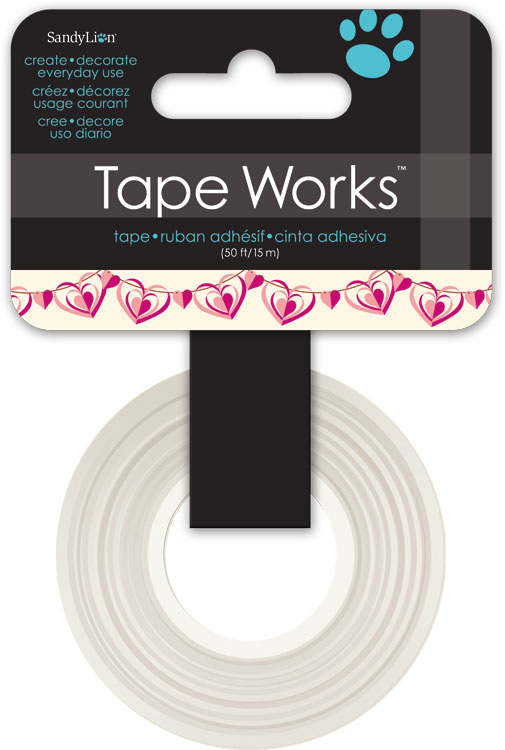 SandyLion®
create•decorate
everyday use
créez•décorez
usage courant
cree•decore
uso diario
Tape Works™
tape•ruban adhésif•cinta adhesiva
(50 ft/15 m)